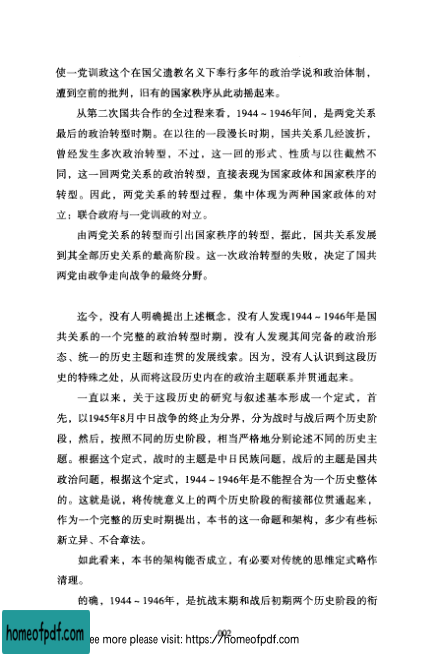 使一党训政这个在国父遗教名义下奉行多年的政治学说和政治体制，
遭到空前的批判，旧有的国家秩序从此动摇起来。
从第二次国共合作的全过程来看，1944～1946年间，是两党关系
最后的政治转型时期。在以往的一段漫长时期，国共关系几经波折，
曾经发生多次政治转型，不过，这一回的形式、性质与以往截然不
同，这一回两党关系的政治转型，直接表现为国家政体和国家秩序的
转型。因此，两党关系的转型过程，集中体现为两种国家政体的对
立：联合政府与一党训政的对立。
由两党关系的转型而引出国家秩序的转型，据此，国共关系发展
到其全部历史关系的最高阶段。这一次政治转型的失败，决定了国共
两党由政争走向战争的最终分野。
迄今，没有人明确提出上述概念，没有人发现1944～1946年是国
共关系的一个完整的政治转型时期，没有人发现其间完备的政治形
态、统一的历史主题和连贯的发展线索。因为，没有人认识到这段历
史的特殊之处，从而将这段历史内在的政治主题联系并贯通起来。
一直以来，关于这段历史的研究与叙述基本形成一个定式，首
先，以1945年8月中日战争的终止为分界，分为战时与战后两个历史阶
段，然后，按照不同的历史阶段，相当严格地分别论述不同的历史主
题。根据这个定式，战时的主题是中日民族问题，战后的主题是国共
政治问题，根据这个定式，1944～1946年是不能捏合为一个历史整体
的。这就是说，将传统意义上的两个历史阶段的衔接部位贯通起来，
作为一个完整的历史时期提出，本书的这一命题和架构，多少有些标
新立异、不合章法。
如此看来，本书的架构能否成立，有必要对传统的思维定式略作
清理。
的确，1944～1946年，是抗战末期和战后初期两个历史阶段的衔
002
homeofpdf.com
ee more please visit: https://homeofpdf.com